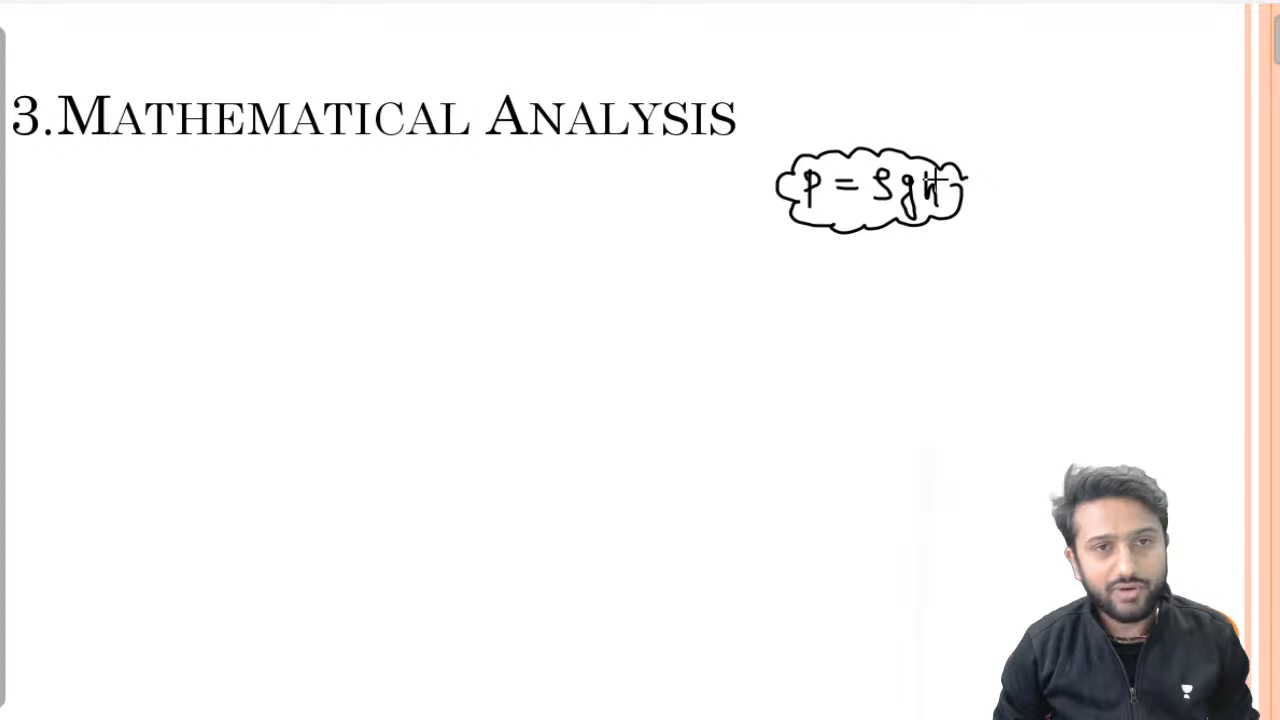 3.MATHEMATICAL ANALYSIS
P = ρgH